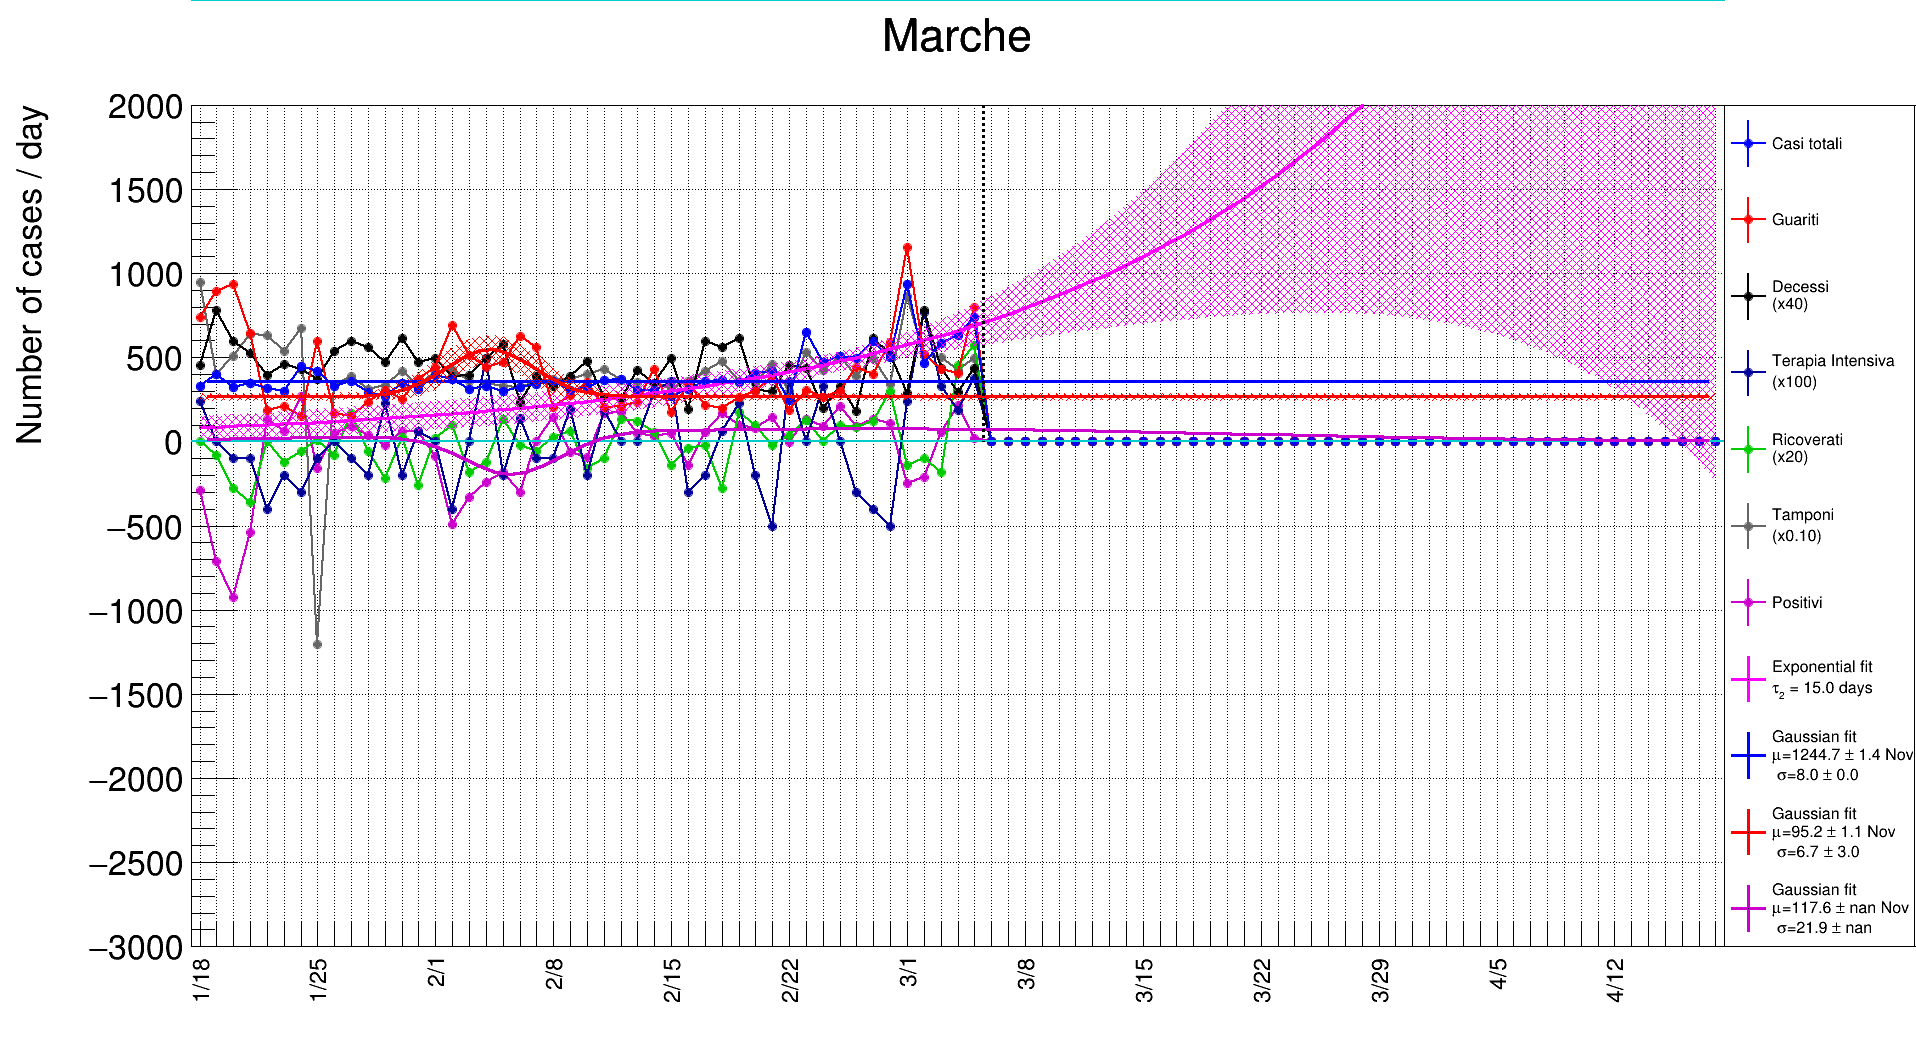 Marche
Number of cases / day
2000
1500
1000
500
0
−500
−1000
−1500
−2000
−2500
−3000
1/18
1/25
2/1
2/8
2/15
2/22
3/1
3/8
3/15
3/22
3/29
4/5
4/12
Casi totali
Guariti
Decessi
(x40)
Terapia Intensiva
(x100)
Ricoverati
(x20)
Tamponi
(x0.10)
Positivi
Exponential fit
τ2 = 15.0 days
Gaussian fit
μ=1244.7 ± 1.4 Nov
σ=8.0 ± 0.0
Gaussian fit
μ=95.2 ± 1.1 Nov
σ=6.7 ± 3.0
Gaussian fit
μ=117.6 ± nan Nov
σ=21.9 ± nan